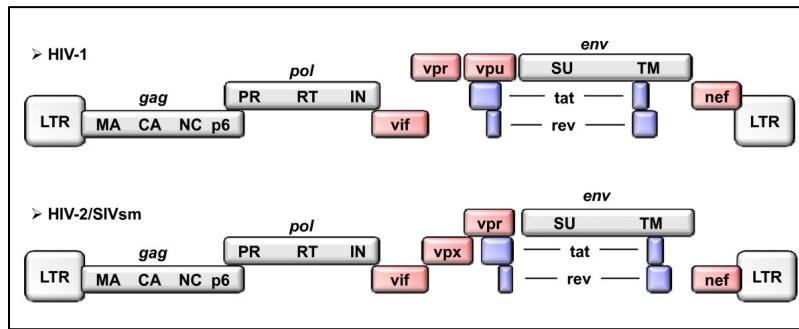 ➢ HIV-1
env
vpr vpu SU TM
gag pol
PR RT IN tat nef
LTR MA CA NC p6 vif rev LTR
➢ HIV-2/SIVsm
env
vpr SU TM
gag pol
PR RT IN vpx tat
LTR MA CA NC p6 vif rev nef LTR